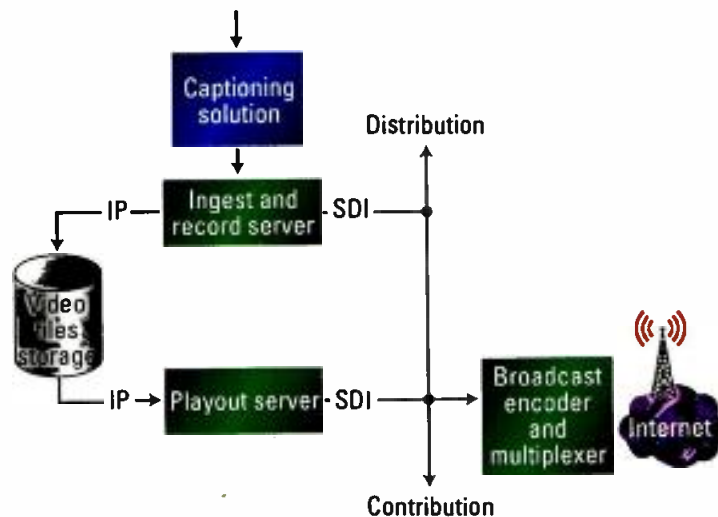 Captioning
solution
Distribution
Ingest and
record server
IP
SDI
Video
files
storage
IP
Playout server
SDI
Broadcast
encoder
and
multiplexer
Internet
Contribution